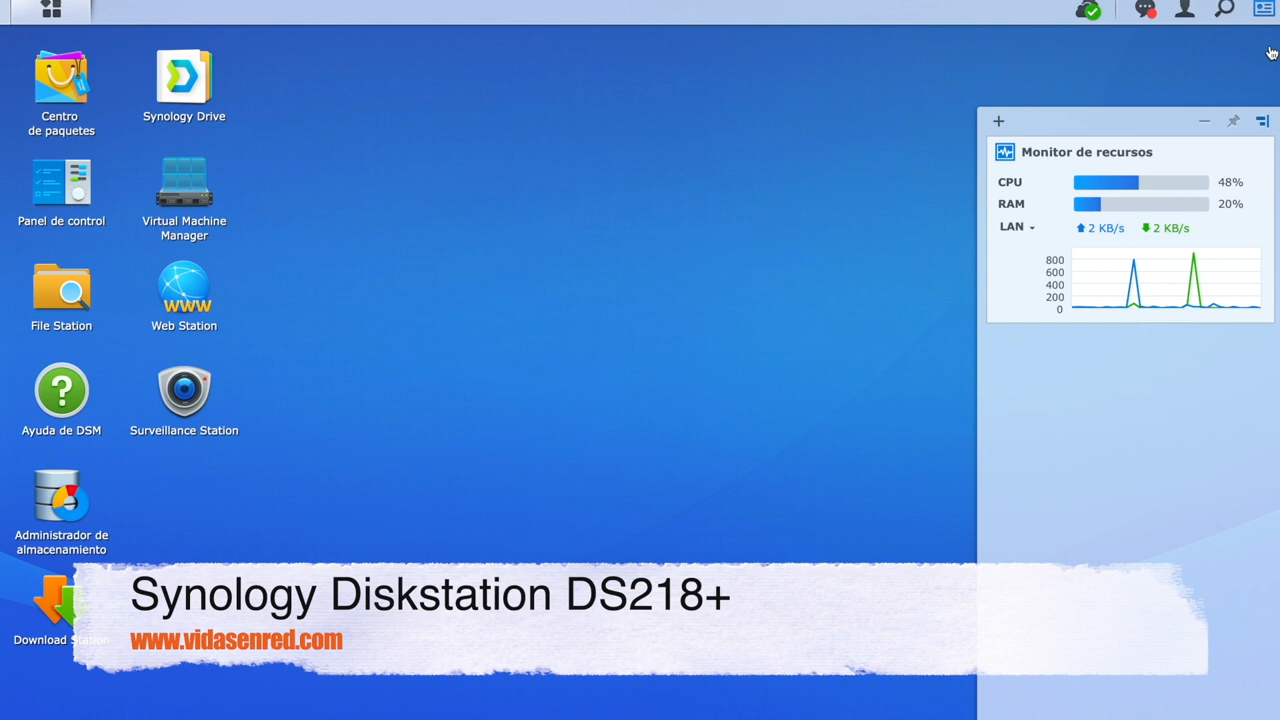 Centro
de paquetes
Synology Drive
Panel de control
Virtual Machine
Manager
File Station
WWW
Web Station
?
Ayuda de DSM
Surveillance Station
Administrador de
almacenamiento
Download Station
Monitor de recursos
CPU 48%
RAM 20%
LAN 2 KB/s 2 KB/s
800
600
400
200
0
Synology Diskstation DS218+
www.vidasenred.com